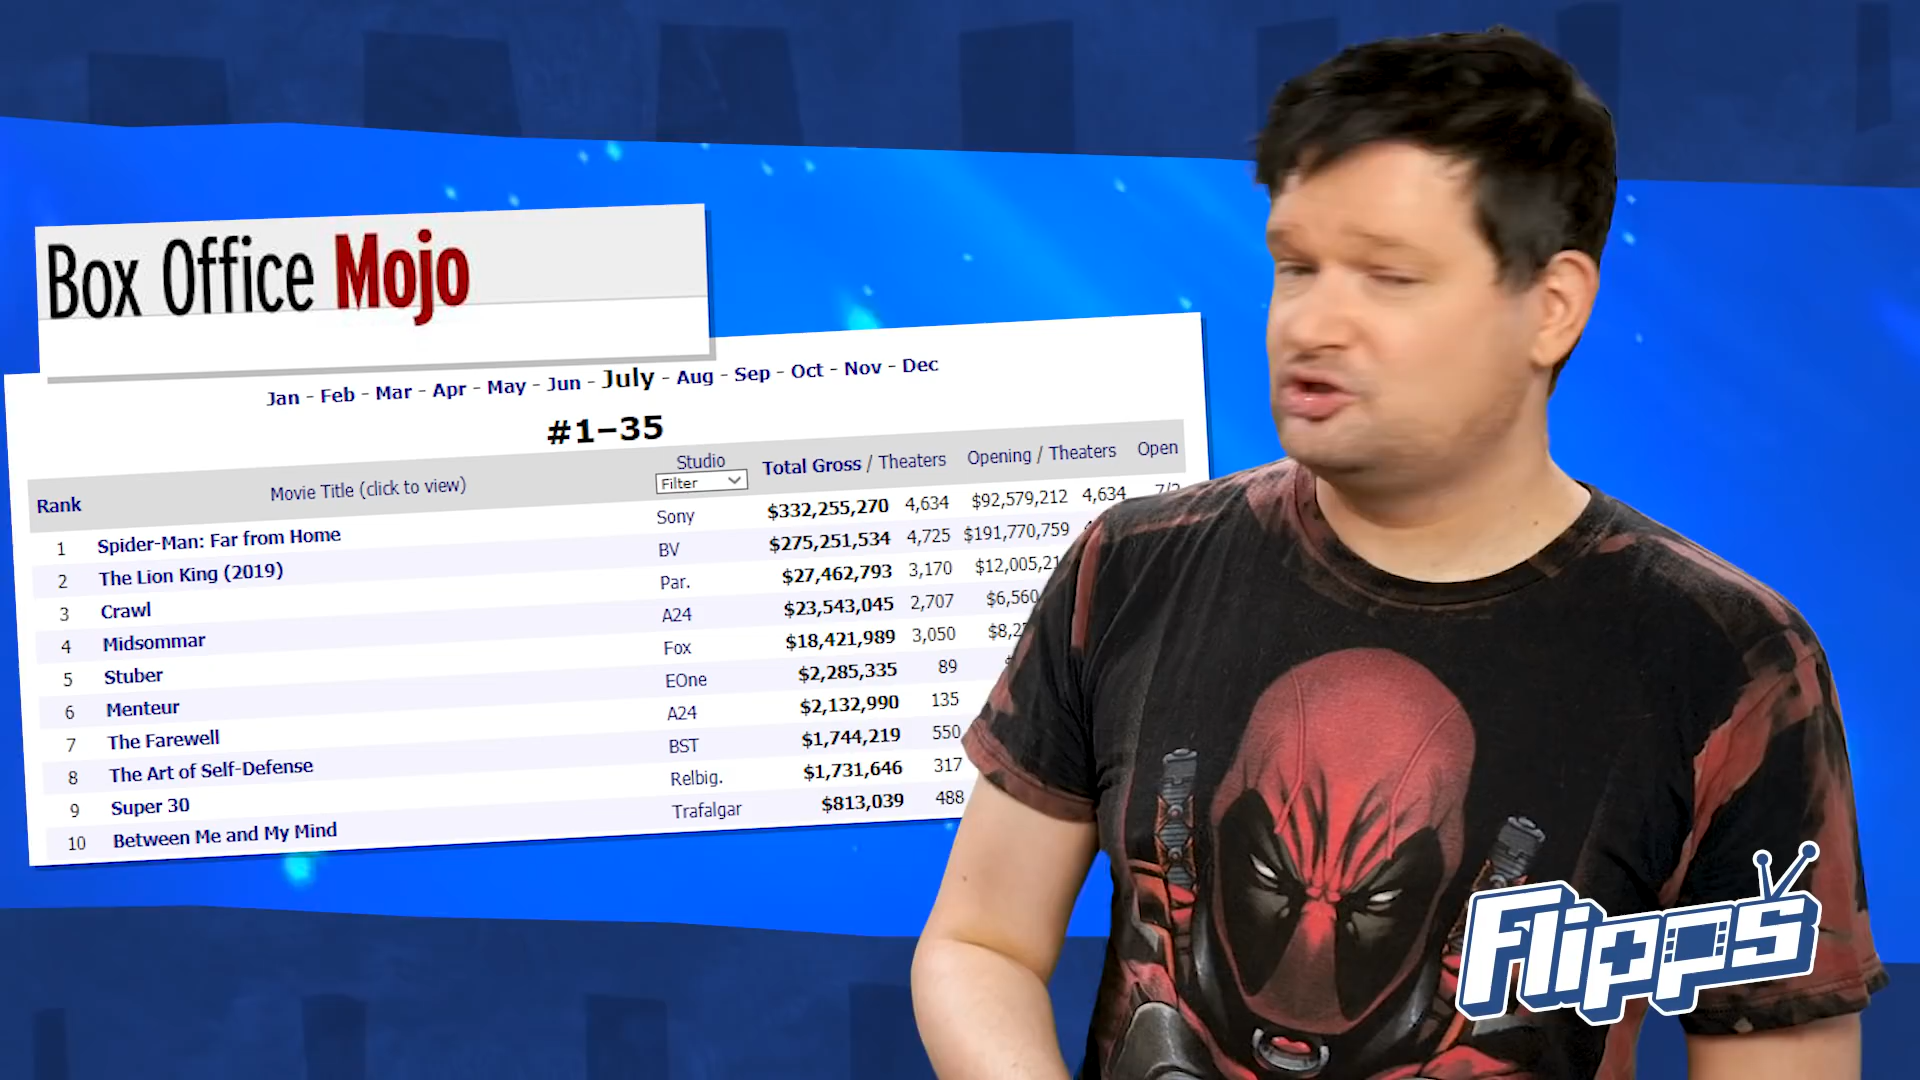 Box Office Mojo
Jan - Feb - Mar - Apr - May - Jun - July - Aug - Sep - Oct - Nov - Dec
#1–35
Rank Movie Title (click to view) Studio Filter Total Gross / Theaters Opening / Theaters Open
1 Spider-Man: Far from Home Sony $332,255,270 4,634 $92,579,212 4,634
2 The Lion King (2019) BV $275,251,534 4,725 $191,770,759
3 Crawl Par. $27,462,793 3,170
4 Midsommar A24 $23,543,045 2,707
5 Stuber Fox $18,421,989 3,050
6 Menteur EOne $2,285,335 89
7 The Farewell A24 $2,132,990 135
8 The Art of Self-Defense BST $1,744,219 550
9 Super 30 Relbig. $1,731,646 317
10 Between Me and My Mind Trafalgar $813,039 488
Flipps